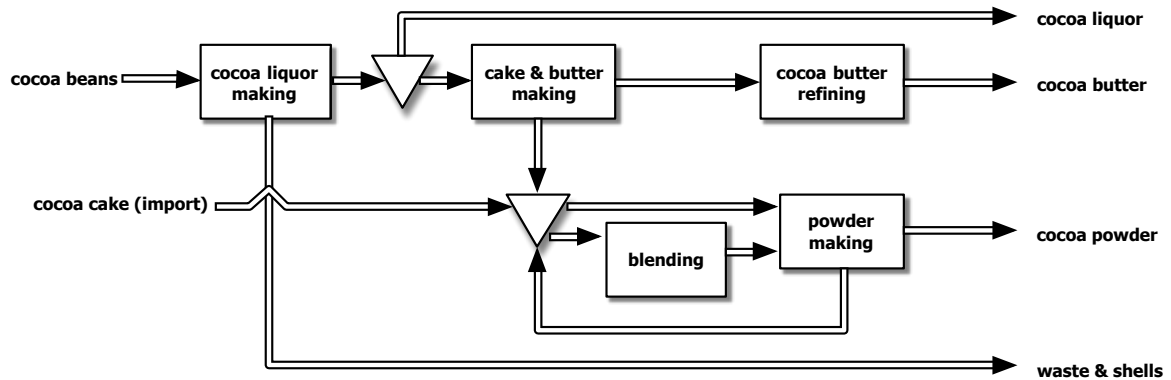 cocoa liquor
cocoa beans
cocoa liquor
making
cake & butter
making
cocoa butter
refining
cocoa butter
cocoa cake (import)
blending
powder
making
cocoa powder
waste & shells